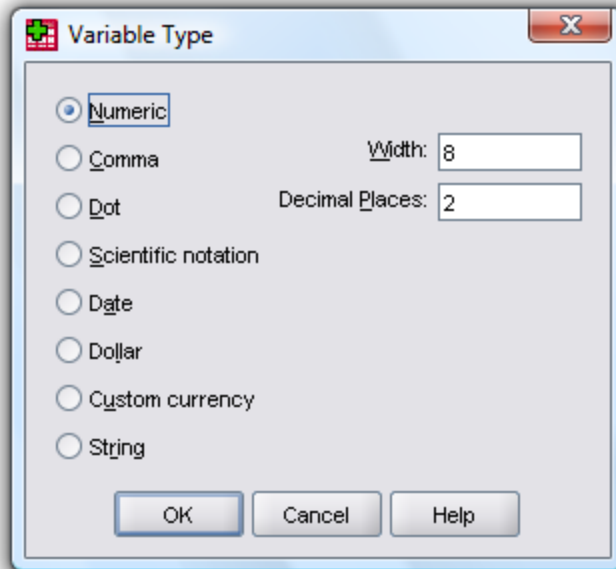 Variable Type
Numeric
Comma
Width: 8
Dot
Decimal Places: 2
Scientific notation
Date
Dollar
Custom currency
String
OK Cancel Help